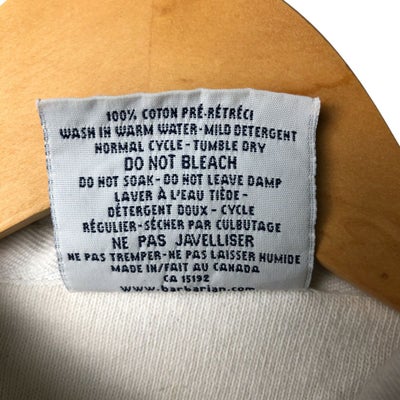 100% COTON PRÉ-RÉTRÉCI
WASH IN WARM WATER-MILD DETERGENT
NORMAL CYCLE-TUMBLE DRY
DO NOT BLEACH
DO NOT SOAK-DO NOT LEAVE DAMP
LAVER À L'EAU TIÈDE-
DÉTERGENT DOUX-CYCLE
RÉGULIER-SÉCHER PAR CULBUTAGE
NE PAS JAVELLISER
NE PAS TREMPER-NE PAS LAISSER HUMIDE
MADE IN/FAIT AU CANADA
CA 15192
www.barbarian.com